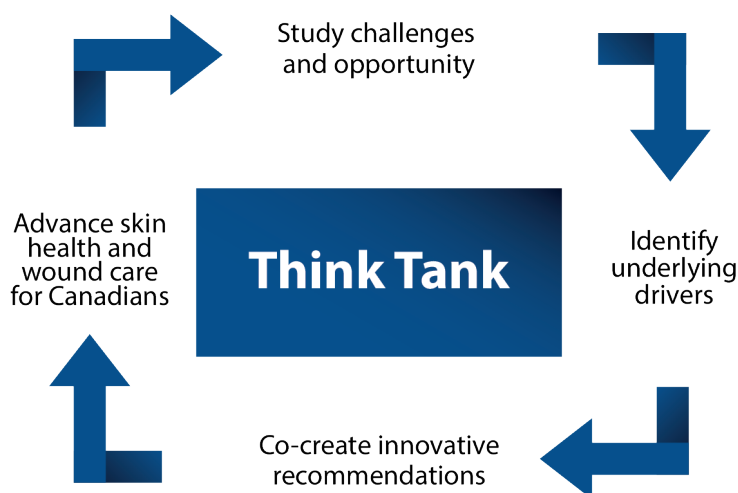 Study challenges
and opportunity
Identify
underlying
drivers
Co-create innovative
recommendations
Advance skin
health and
wound care
for Canadians
Think Tank